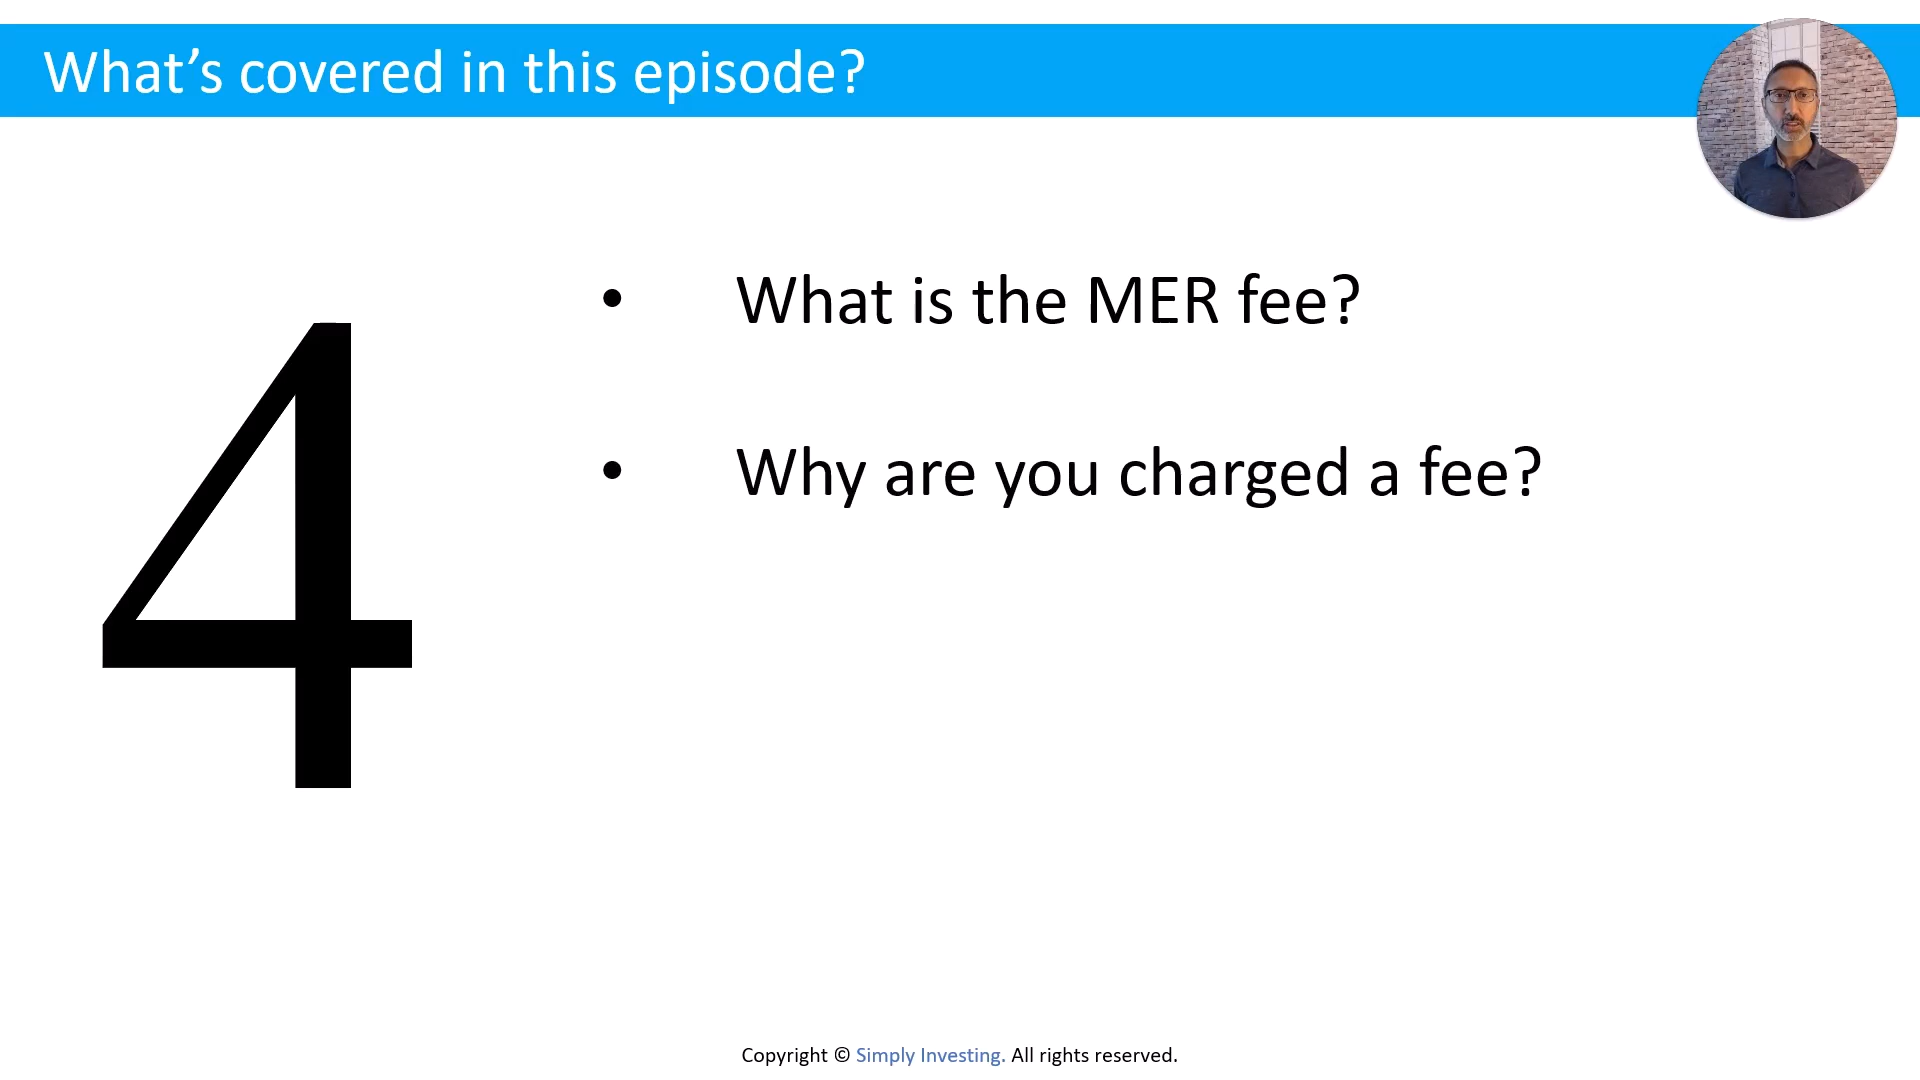 What’s covered in this episode?
4
• What is the MER fee?
• Why are you charged a fee?
Copyright © Simply Investing. All rights reserved.